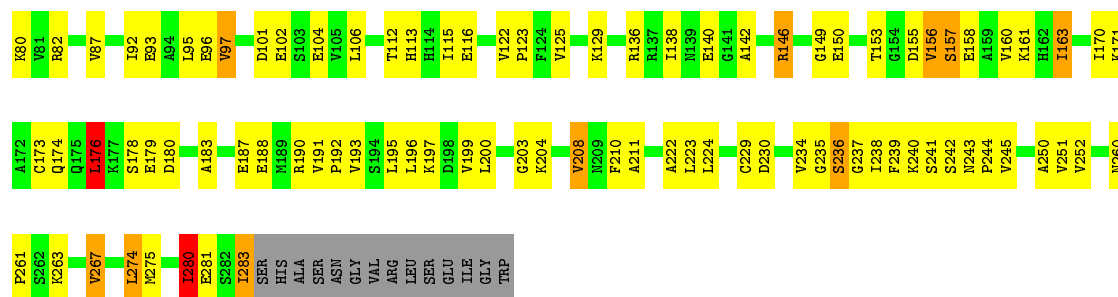 K80 V81 R82 V87 I92 E93 A94 L95 E96 V97 D101 E102 S103 E104 V105 L106 T112 H113 H114 I115 E116 V122 P123 F124 V125 K129 R136 R137 I138 N139 E140 G141 A142 R146 G149 E150 T153 G154 D155 V156 S157 E158 A159 V160 K161 H162 I163 I170 K171
A172 C173 Q174 Q175 L176 K177 S178 E179 D180 A183 E187 E188 M189 R190 V191 P192 V193 S194 L195 L196 K197 D198 V199 L200 G203 K204 V208 N209 F210 A211 A222 L223 L224 C229 D230 V234 G235 S236 G237 I238 F239 K240 S241 S242 N243 P244 V245 A250 V251 V252 N260
P261 S262 K263 V267 L274 M275 I280 E281 S282 I283 SER HIS ALA SER ASN GLY VAL ARG LEU SER GLU ILE GLY TRP